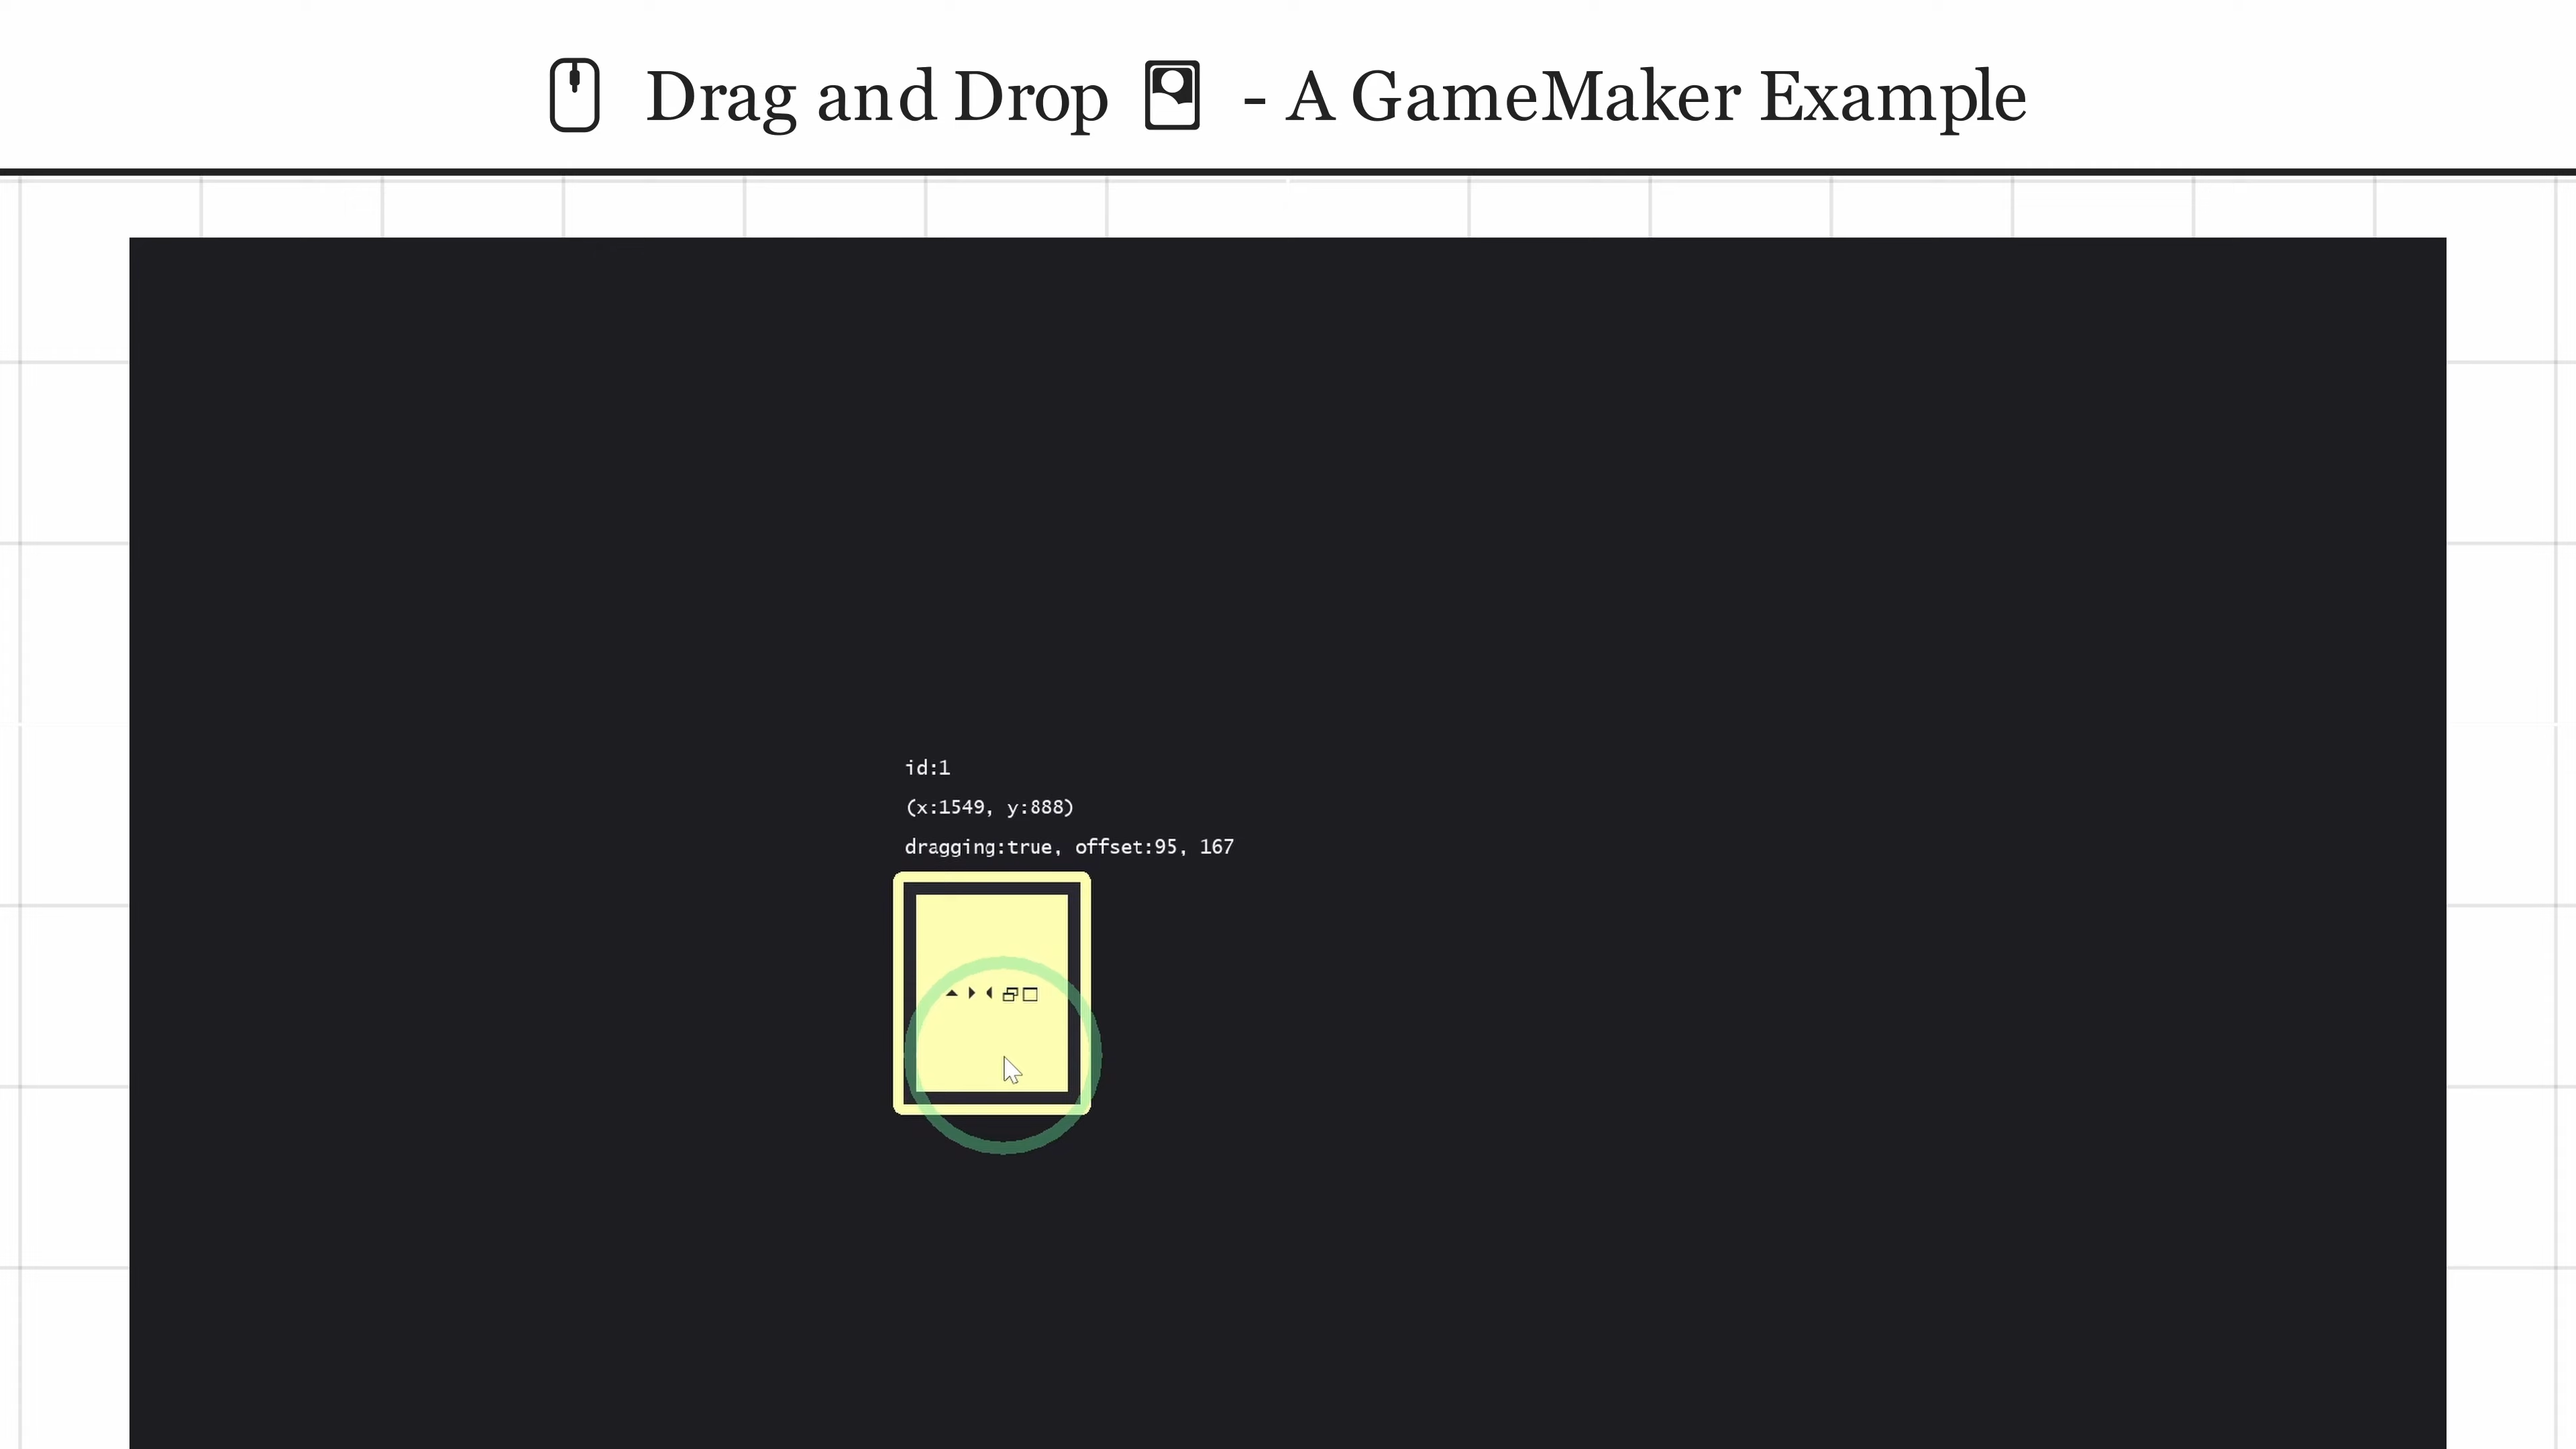 Drag and Drop - A GameMaker Example
id:1
(x:1549, y:888)
dragging:true, offset:95, 167